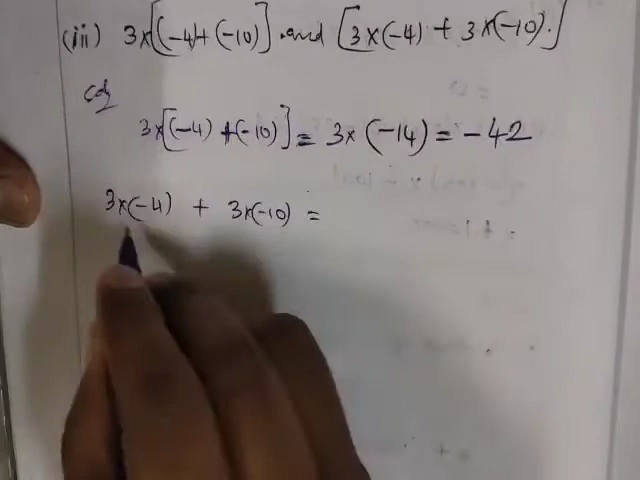 (iii) 3×[(-4)+(-10)] and [3×(-4) + 3×(-10).]
3×[(-4) +(-10)] = 3× (-14) = -42
3×(-4) + 3×(-10) =